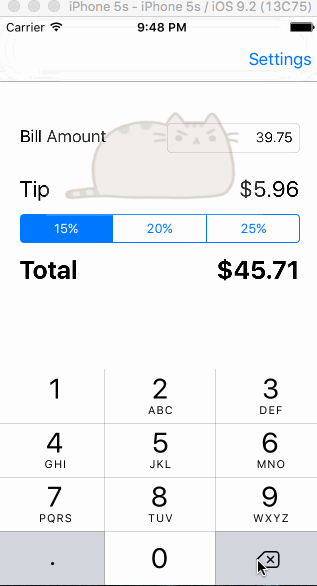 iPhone 5s - iPhone 5s / iOS 9.2 (13C75)
Carrier 9:48 PM
Settings
Bill Amount 39.75
Tip $5.96
15% 20% 25%
Total $45.71
1 2 3
ABC DEF
4 5 6
GHI JKL MNO
7 8 9
PQRS TUV WXYZ
. 0